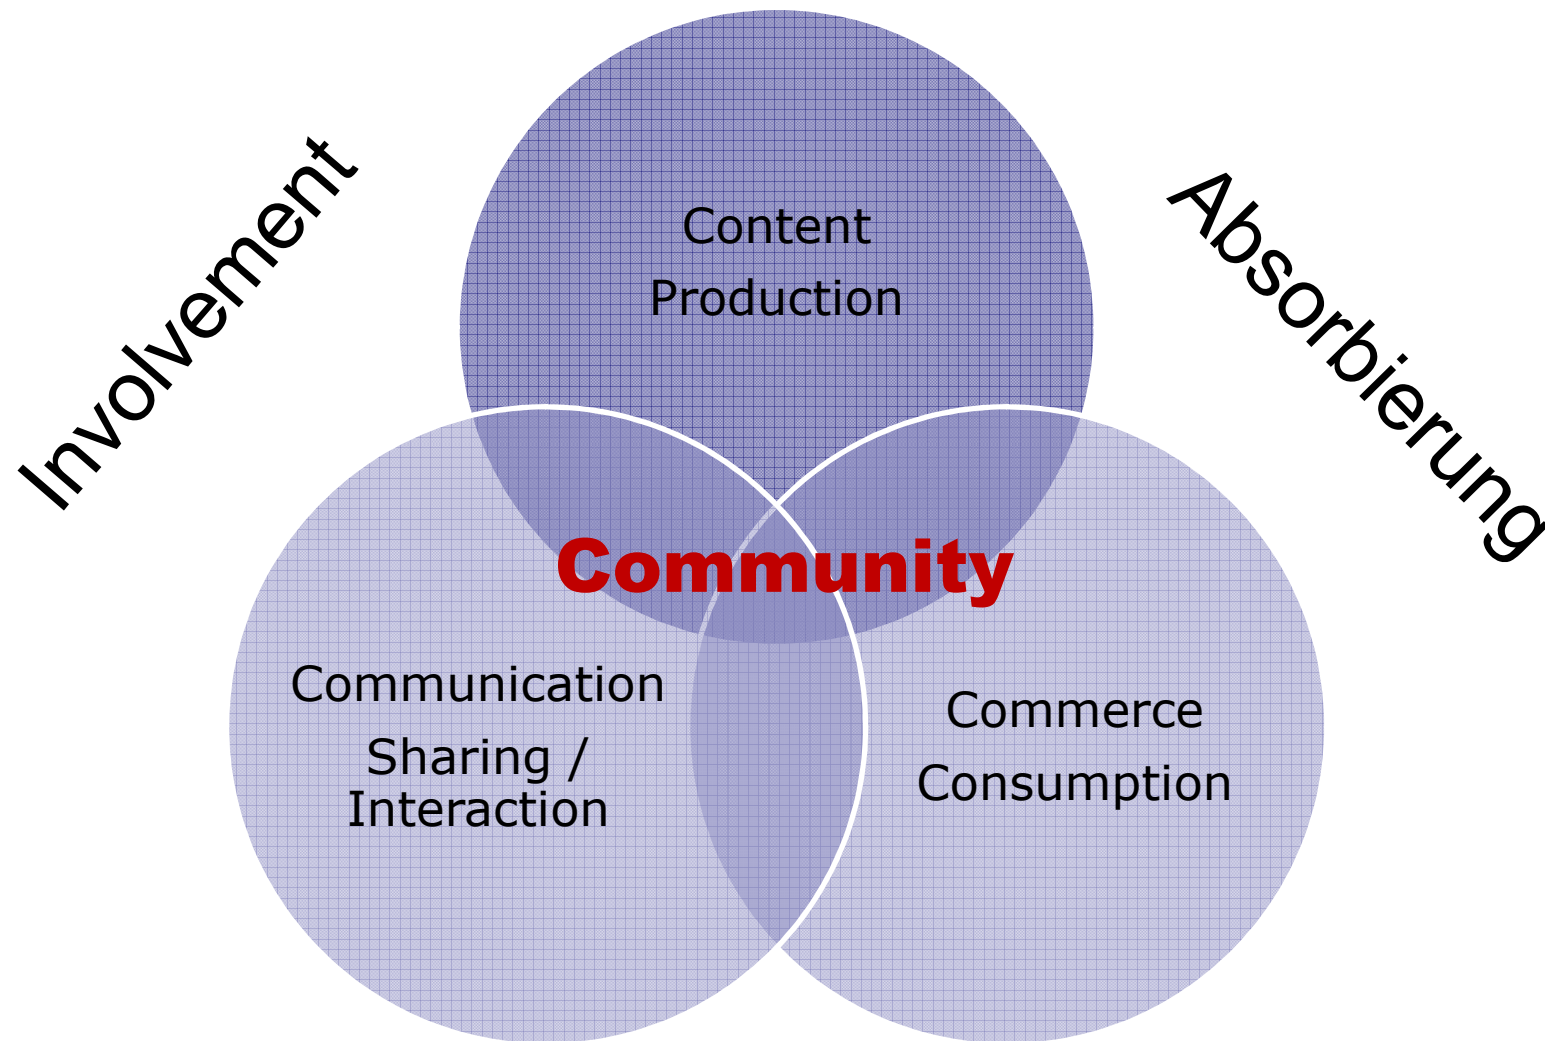 Involvement
Absorbierung
Content
Production
Community
Communication
Sharing /
Interaction
Commerce
Consumption